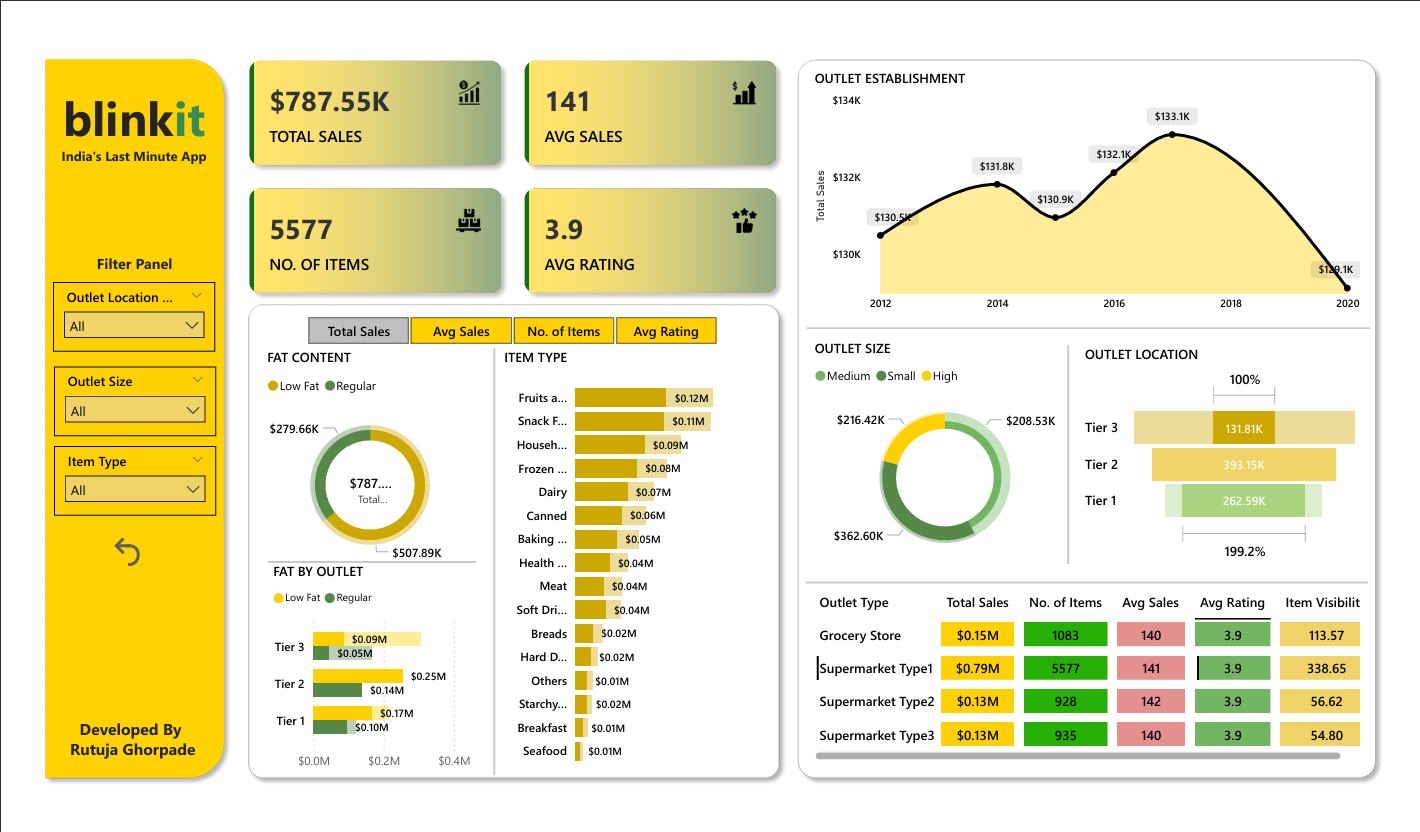 blinkit
India's Last Minute App
Filter Panel
Outlet Location ...
All
Outlet Size
All
Item Type
All
Developed By
Rutuja Ghorpade
$787.55K
TOTAL SALES
141
AVG SALES
5577
NO. OF ITEMS
3.9
AVG RATING
Total Sales
Avg Sales
No. of Items
Avg Rating
FAT CONTENT
Low Fat Regular
$279.66K
$787....
Total...
$507.89K
FAT BY OUTLET
Low Fat Regular
Tier 3 $0.09M
$0.05M
Tier 2 $0.25M
$0.14M
Tier 1 $0.17M
$0.10M
$0.0M $0.2M $0.4M
ITEM TYPE
Fruits a... $0.12M
Snack F... $0.11M
Househ... $0.09M
Frozen ... $0.08M
Dairy $0.07M
Canned $0.06M
Baking ... $0.05M
Health ... $0.04M
Meat $0.04M
Soft Dri... $0.04M
Breads $0.02M
Hard D... $0.02M
Others $0.01M
Starchy... $0.02M
Breakfast $0.01M
Seafood $0.01M
OUTLET ESTABLISHMENT
Total Sales
$134K
$132K
$130K
$130.5K
$131.8K
$130.9K
$132.1K
$133.1K
$129.1K
2012 2014 2016 2018 2020
OUTLET SIZE
Medium Small High
$216.42K
$208.53K
$362.60K
OUTLET LOCATION
100%
Tier 3 131.81K
Tier 2 393.15K
Tier 1 262.59K
199.2%
Outlet Type Total Sales No. of Items Avg Sales Avg Rating Item Visibilit
Grocery Store $0.15M 1083 140 3.9 113.57
Supermarket Type1 $0.79M 5577 141 3.9 338.65
Supermarket Type2 $0.13M 928 142 3.9 56.62
Supermarket Type3 $0.13M 935 140 3.9 54.80